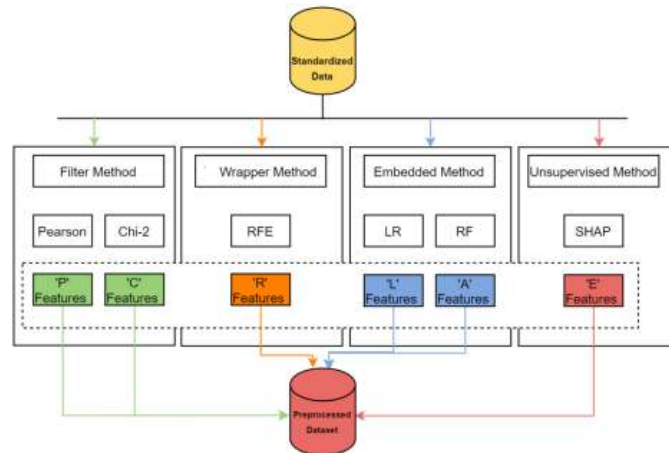 Standardized
Data
Filter Method
Wrapper Method
Embedded Method
Unsupervised Method
Pearson
Chi-2
RFE
LR
RF
SHAP
'P'
Features
'C'
Features
'R'
Features
'L'
Features
'A'
Features
'E'
Features
Preprocessed
Dataset